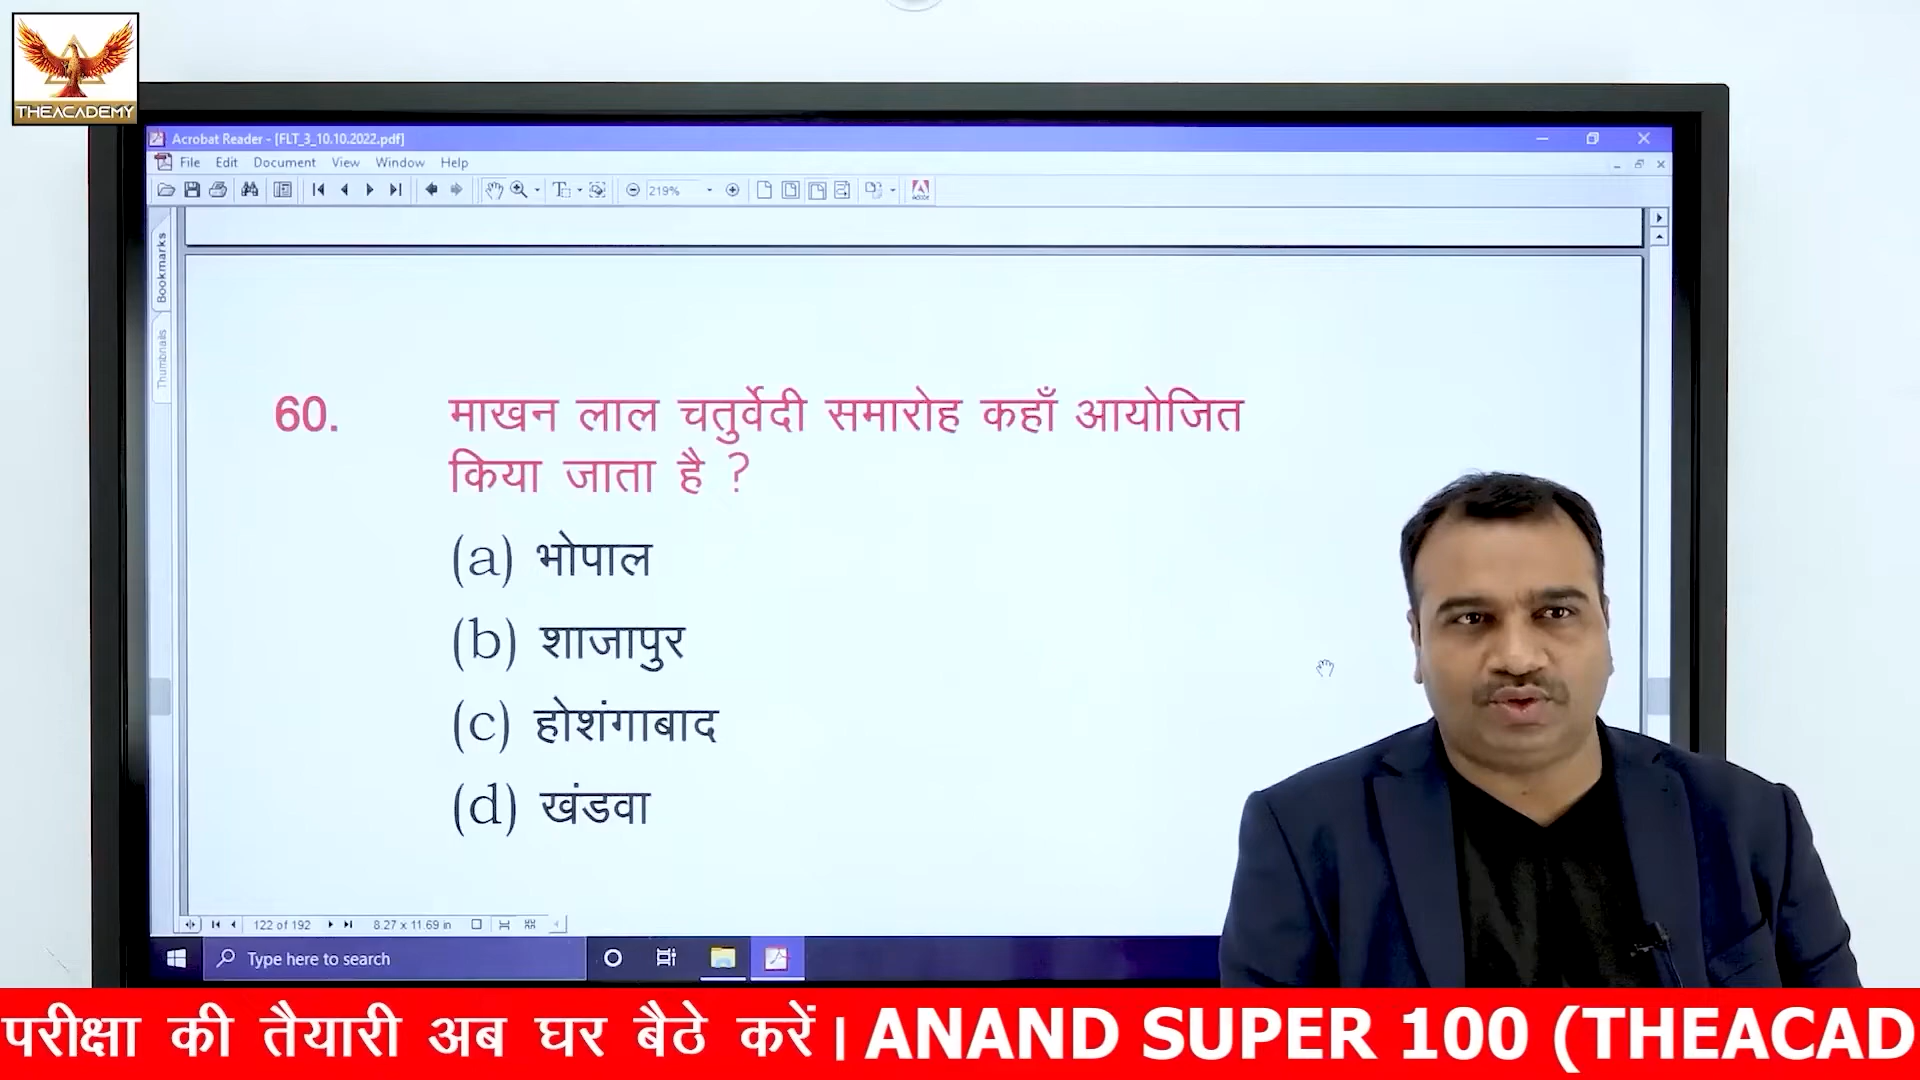 THEACADEMY
Acrobat Reader - [FLT_3_10.10.2022.pdf]
File Edit Document View Window Help
219%
Bookmarks
Thumbnails
60. माखन लाल चतुर्वेदी समारोह कहाँ आयोजित
किया जाता है ?
(a) भोपाल
(b) शाजापुर
(c) होशंगाबाद
(d) खंडवा
122 of 192 8.27 x 11.69 in
Type here to search
परीक्षा की तैयारी अब घर बैठे करें । ANAND SUPER 100 (THEACAD